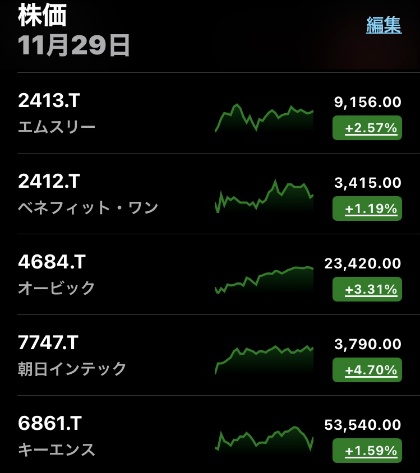 株価
編集
11月29日
2413.T
9,156.00
エムスリー
+2.57%
2412.T
3,415.00
ベネフィット・ワン
+1.19%
4684.T
23,420.00
オービック
+3.31%
7747.T
3,790.00
朝日インテック
+4.70%
6861.T
53,540.00
キーエンス
+1.59%